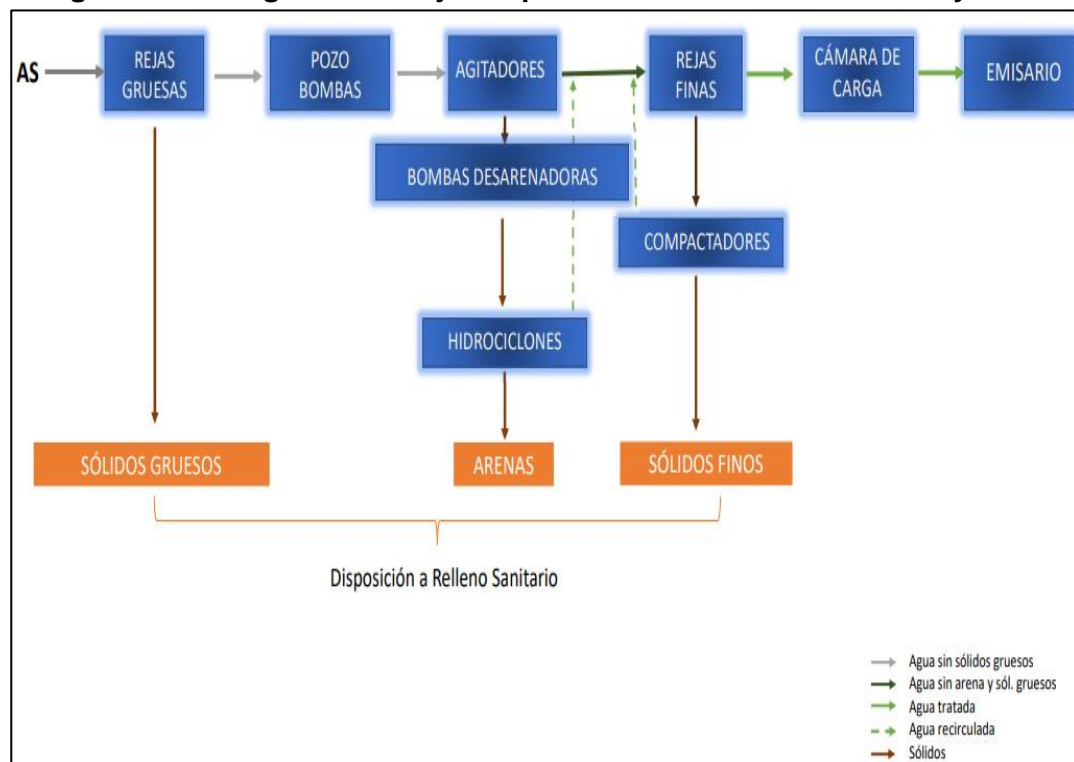 AS
REJAS
GRUESAS
POZO
BOMBAS
AGITADORES
REJAS
FINAS
CÁMARA DE
CARGA
EMISARIO
BOMBAS DESARENADORAS
COMPACTADORES
HIDROCICLONES
SÓLIDOS GRUESOS
ARENAS
SÓLIDOS FINOS
Disposición a Relleno Sanitario
Agua sin sólidos gruesos
Agua sin arena y sól. gruesos
Agua tratada
Agua recirculada
Sólidos